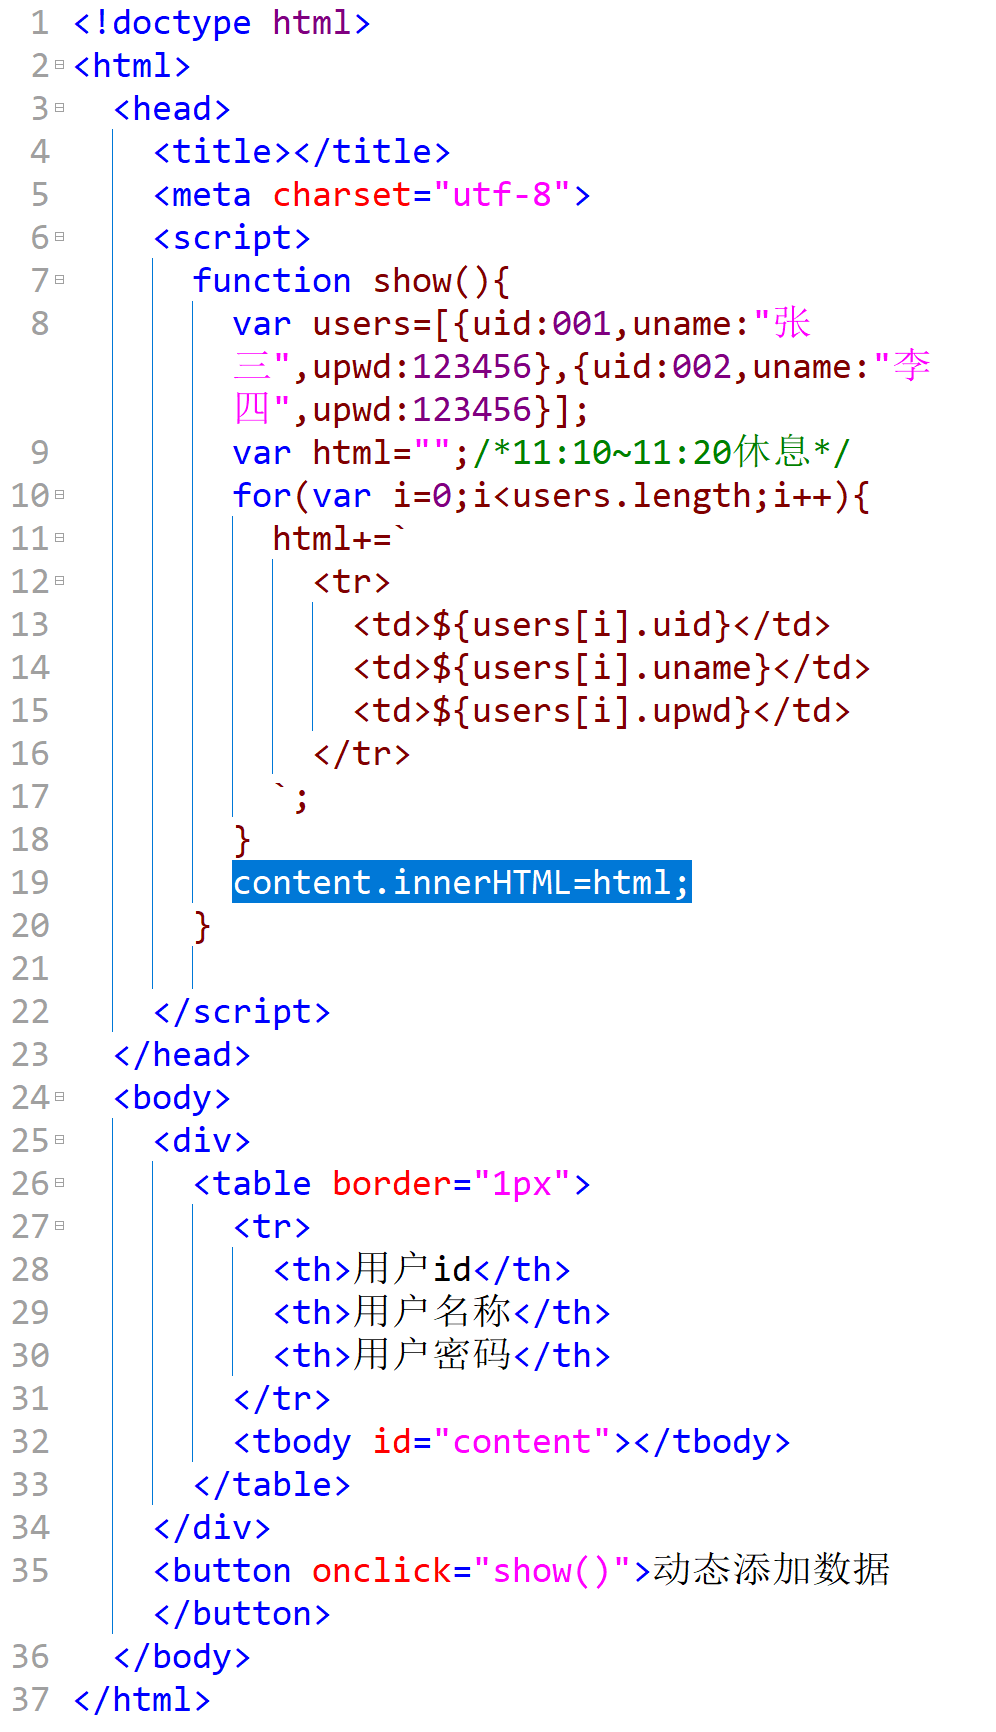 1 <!doctype html>
2 <html>
3   <head>
4     <title></title>
5     <meta charset="utf-8">
6     <script>
7       function show(){
8         var users=[{uid:001,uname:"张
三",upwd:123456},{uid:002,uname:"李
四",upwd:123456}];
9         var html="";/*11:10~11:20休息*/
10         for(var i=0;i<users.length;i++){
11           html+=`
12             <tr>
13               <td>${users[i].uid}</td>
14               <td>${users[i].uname}</td>
15               <td>${users[i].upwd}</td>
16             </tr>
17           `;
18         }
19         content.innerHTML=html;
20       }
21
22     </script>
23   </head>
24   <body>
25     <div>
26       <table border="1px">
27         <tr>
28           <th>用户id</th>
29           <th>用户名称</th>
30           <th>用户密码</th>
31         </tr>
32         <tbody id="content"></tbody>
33       </table>
34     </div>
35     <button onclick="show()">动态添加数据
    </button>
36   </body>
37 </html>